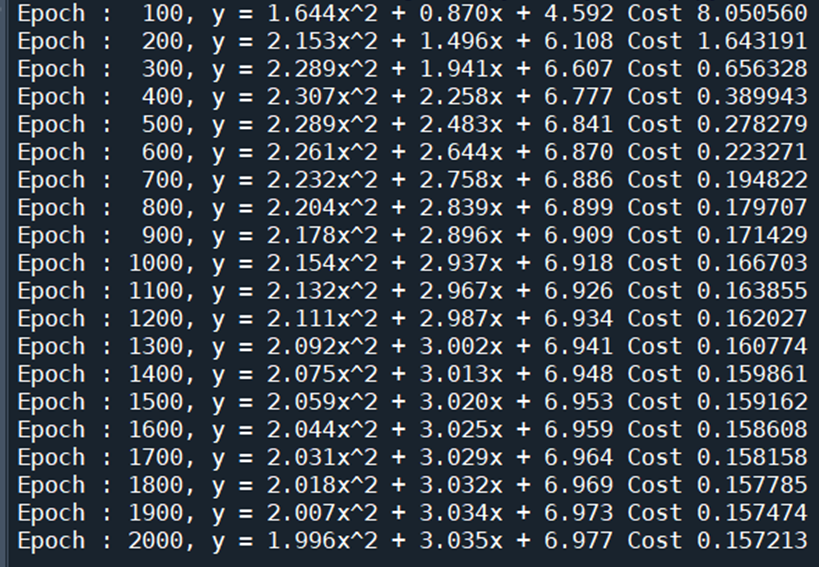 Epoch :  100, y = 1.644x^2 + 0.870x + 4.592 Cost 8.050560
Epoch :  200, y = 2.153x^2 + 1.496x + 6.108 Cost 1.643191
Epoch :  300, y = 2.289x^2 + 1.941x + 6.607 Cost 0.656328
Epoch :  400, y = 2.307x^2 + 2.258x + 6.777 Cost 0.389943
Epoch :  500, y = 2.289x^2 + 2.483x + 6.841 Cost 0.278279
Epoch :  600, y = 2.261x^2 + 2.644x + 6.870 Cost 0.223271
Epoch :  700, y = 2.232x^2 + 2.758x + 6.886 Cost 0.194822
Epoch :  800, y = 2.204x^2 + 2.839x + 6.899 Cost 0.179707
Epoch :  900, y = 2.178x^2 + 2.896x + 6.909 Cost 0.171429
Epoch : 1000, y = 2.154x^2 + 2.937x + 6.918 Cost 0.166703
Epoch : 1100, y = 2.132x^2 + 2.967x + 6.926 Cost 0.163855
Epoch : 1200, y = 2.111x^2 + 2.987x + 6.934 Cost 0.162027
Epoch : 1300, y = 2.092x^2 + 3.002x + 6.941 Cost 0.160774
Epoch : 1400, y = 2.075x^2 + 3.013x + 6.948 Cost 0.159861
Epoch : 1500, y = 2.059x^2 + 3.020x + 6.953 Cost 0.159162
Epoch : 1600, y = 2.044x^2 + 3.025x + 6.959 Cost 0.158608
Epoch : 1700, y = 2.031x^2 + 3.029x + 6.964 Cost 0.158158
Epoch : 1800, y = 2.018x^2 + 3.032x + 6.969 Cost 0.157785
Epoch : 1900, y = 2.007x^2 + 3.034x + 6.973 Cost 0.157474
Epoch : 2000, y = 1.996x^2 + 3.035x + 6.977 Cost 0.157213